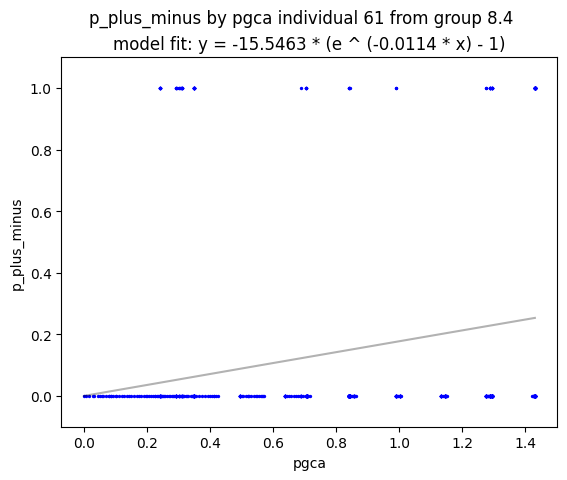 p_plus_minus by pgca individual 61 from group 8.4
model fit: y = -15.5463 * (e ^ (-0.0114 * x) - 1)
1.0
0.8
0.6
0.4
0.2
0.0
p_plus_minus
0.0 0.2 0.4 0.6 0.8 1.0 1.2 1.4
pgca